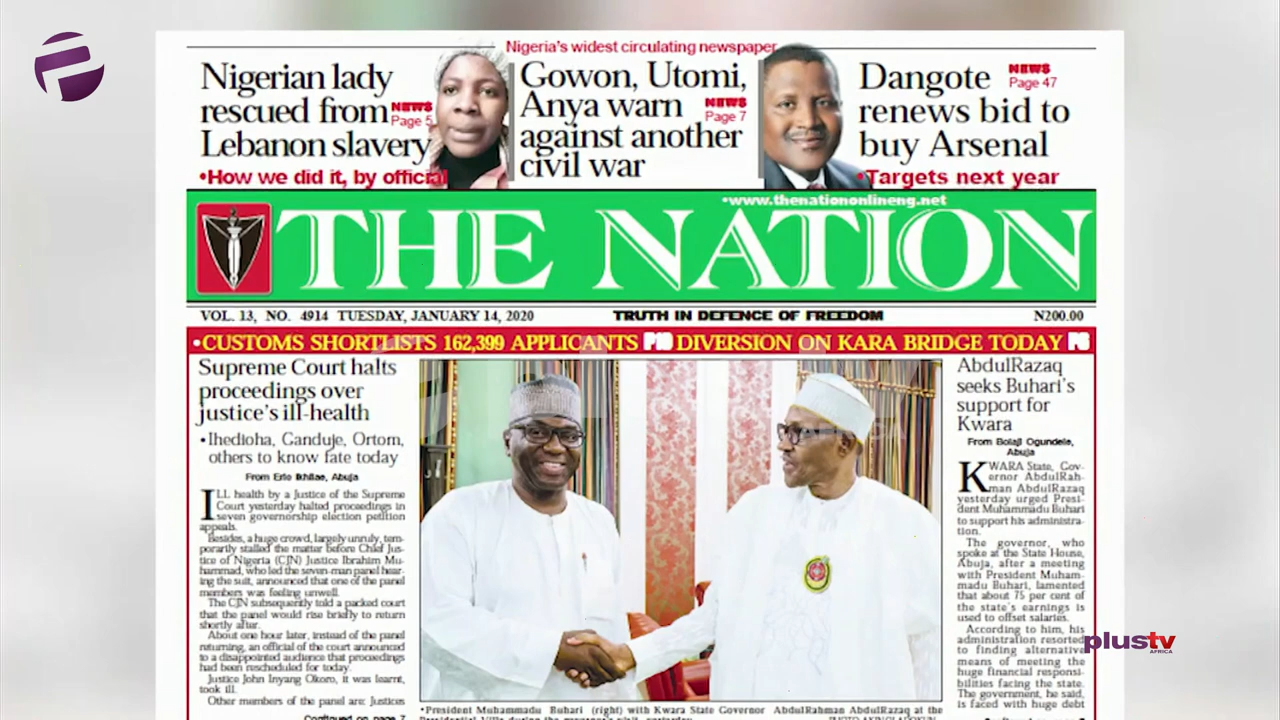 Nigeria's widest circulating newspaper
Nigerian lady
rescued from
Lebanon slavery
NEWS
Page 5
•How we did it, by official
Gowon, Utomi,
Anya warn
against another
civil war
NEWS
Page 7
Dangote
renews bid to
buy Arsenal
NEWS
Page 47
•Targets next year
•www.thenationonlineng.net
THE NATION
VOL. 13, NO. 4914 TUESDAY, JANUARY 14, 2020
TRUTH IN DEFENCE OF FREEDOM
N200.00
•CUSTOMS SHORTLISTS 162,399 APPLICANTS DIVERSION ON KARA BRIDGE TODAY
Supreme Court halts
proceedings over
justice's ill-health
•Ihedioha, Ganduje, Ortom,
others to know fate today
From Eric Ikhilae, Abuja
ILL health by a Justice of the Supreme
Court yesterday halted proceedings in
seven governorship election petition
appeals.
Besides, a huge crowd, largely unruly, tem-
porarily stalled the matter before Chief Jus-
tice of Nigeria (CJN) Justice Ibrahim Mu-
hammad, who led the seven-man panel hear-
ing the suit, announced that one of the panel
members was feeling unwell.
The CJN subsequently told a packed court
that the panel would rise briefly to return
shortly after.
About one hour later, instead of the panel
returning, an official of the court announced
to a disappointed audience that proceedings
had been rescheduled for today.
Justice John Inyang Okoro, it was learnt,
took ill.
Other members of the panel are: Justices
Continued on page 7
•President Muhammadu Buhari (right) with Kwara State Governor AbdulRahman AbdulRazaq at the
Presidential Villa during the governor's visit yesterday
AbdulRazaq
seeks Buhari's
support for
Kwara
From Bolaji Ogundele,
Abuja
KWARA State, Gov-
ernor AbdulRah-
man AbdulRazaq
yesterday urged Presi-
dent Muhammadu Buhari
to support his administra-
tion.
The governor, who
spoke at the State House,
Abuja, after a meeting
with President Muham-
madu Buhari, lamented
that about 75 per cent of
the state's earnings is
used to offset salaries.
According to him, his
administration resorted
to finding alternative
means of meeting the
huge financial responsi-
bilities facing the state.
The government, he said,
is faced with huge debt
plustv
AFRICA